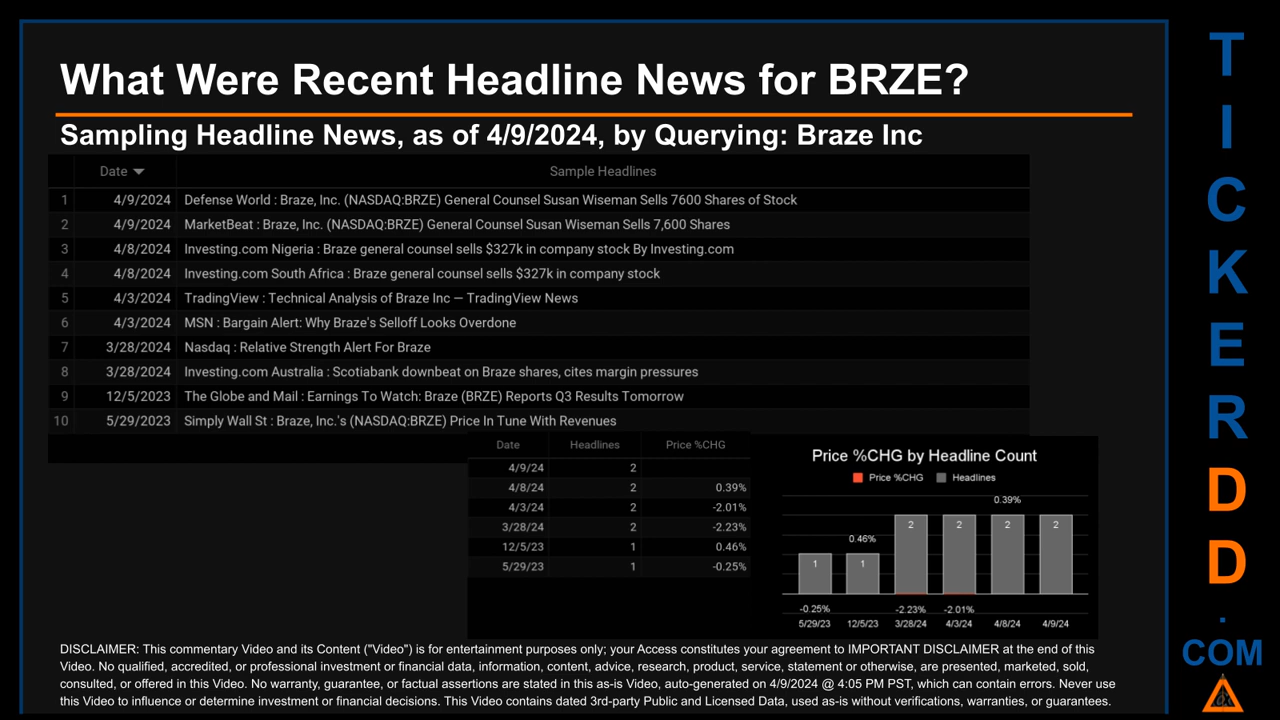 What Were Recent Headline News for BRZE?
Sampling Headline News, as of 4/9/2024, by Querying: Braze Inc
Date Sample Headlines
1 4/9/2024 Defense World : Braze, Inc. (NASDAQ:BRZE) General Counsel Susan Wiseman Sells 7600 Shares of Stock
2 4/9/2024 MarketBeat : Braze, Inc. (NASDAQ:BRZE) General Counsel Susan Wiseman Sells 7,600 Shares
3 4/8/2024 Investing.com Nigeria : Braze general counsel sells $327k in company stock By Investing.com
4 4/8/2024 Investing.com South Africa : Braze general counsel sells $327k in company stock
5 4/3/2024 TradingView : Technical Analysis of Braze Inc — TradingView News
6 4/3/2024 MSN : Bargain Alert: Why Braze's Selloff Looks Overdone
7 3/28/2024 Nasdaq : Relative Strength Alert For Braze
8 3/28/2024 Investing.com Australia : Scotiabank downbeat on Braze shares, cites margin pressures
9 12/5/2023 The Globe and Mail : Earnings To Watch: Braze (BRZE) Reports Q3 Results Tomorrow
10 5/29/2023 Simply Wall St : Braze, Inc.'s (NASDAQ:BRZE) Price In Tune With Revenues
Date Headlines Price %CHG
4/9/24 2
4/8/24 2 0.39%
4/3/24 2 -2.01%
3/28/24 2 -2.23%
12/5/23 1 0.46%
5/29/23 1 -0.25%
Price %CHG by Headline Count
Price %CHG Headlines
0.39%
0.46%
1 1 2 2 2 2
-0.25% -2.23% -2.01%
5/29/23 12/5/23 3/28/24 4/3/24 4/8/24 4/9/24
DISCLAIMER: This commentary Video and its Content ("Video") is for entertainment purposes only; your Access constitutes your agreement to IMPORTANT DISCLAIMER at the end of this
Video. No qualified, accredited, or professional investment or financial data, information, content, advice, research, product, service, statement or otherwise, are presented, marketed, sold,
consulted, or offered in this Video. No warranty, guarantee, or factual assertions are stated in this as-is Video, auto-generated on 4/9/2024 @ 4:05 PM PST, which can contain errors. Never use
this Video to influence or determine investment or financial decisions. This Video contains dated 3rd-party Public and Licensed Data, used as-is without verifications, warranties, or guarantees.
T
I
C
K
E
R
D
D
.
COM